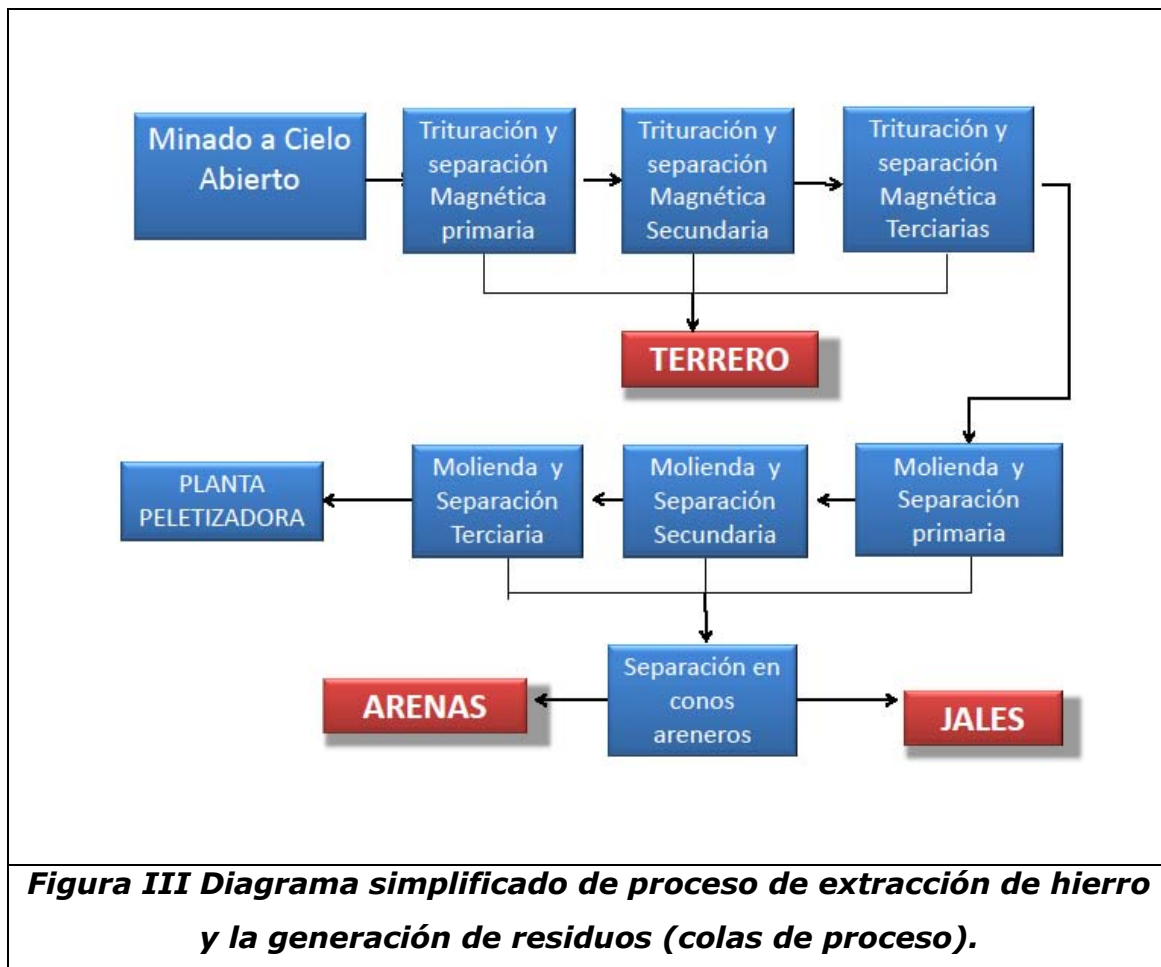 Minado a Cielo
Abierto
Trituración y
separación
Magnética
primaria
Trituración y
separación
Magnética
Secundaria
Trituración y
separación
Magnética
Terciarias
TERRERO
PLANTA
PELETIZADORA
Molienda y
Separación
Terciaria
Molienda y
Separación
Secundaria
Molienda y
Separación
primaria
ARENAS
Separación en
conos
areneros
JALES
Figura III Diagrama simplificado de proceso de extracción de hierro
y la generación de residuos (colas de proceso).